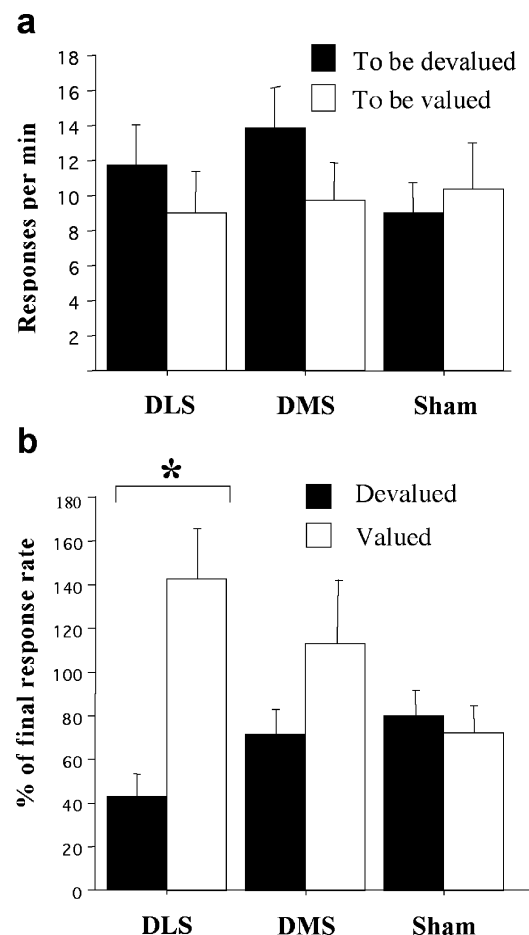 a
To be devalued
To be valued
Responses per min
18
16
14
12
10
8
6
4
2
DLS DMS Sham
b
*
Devalued
Valued
% of final response rate
180
160
140
120
100
80
60
40
20
0
DLS DMS Sham